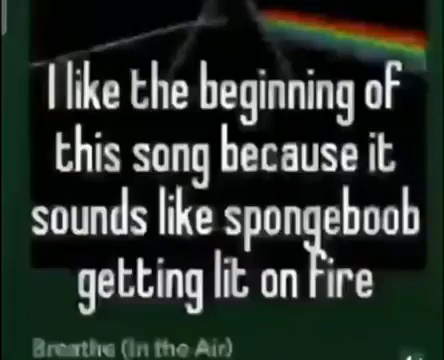 I like the beginning of
this song because it
sounds like spongeboob
getting lit on fire
Breathe (In the Air)